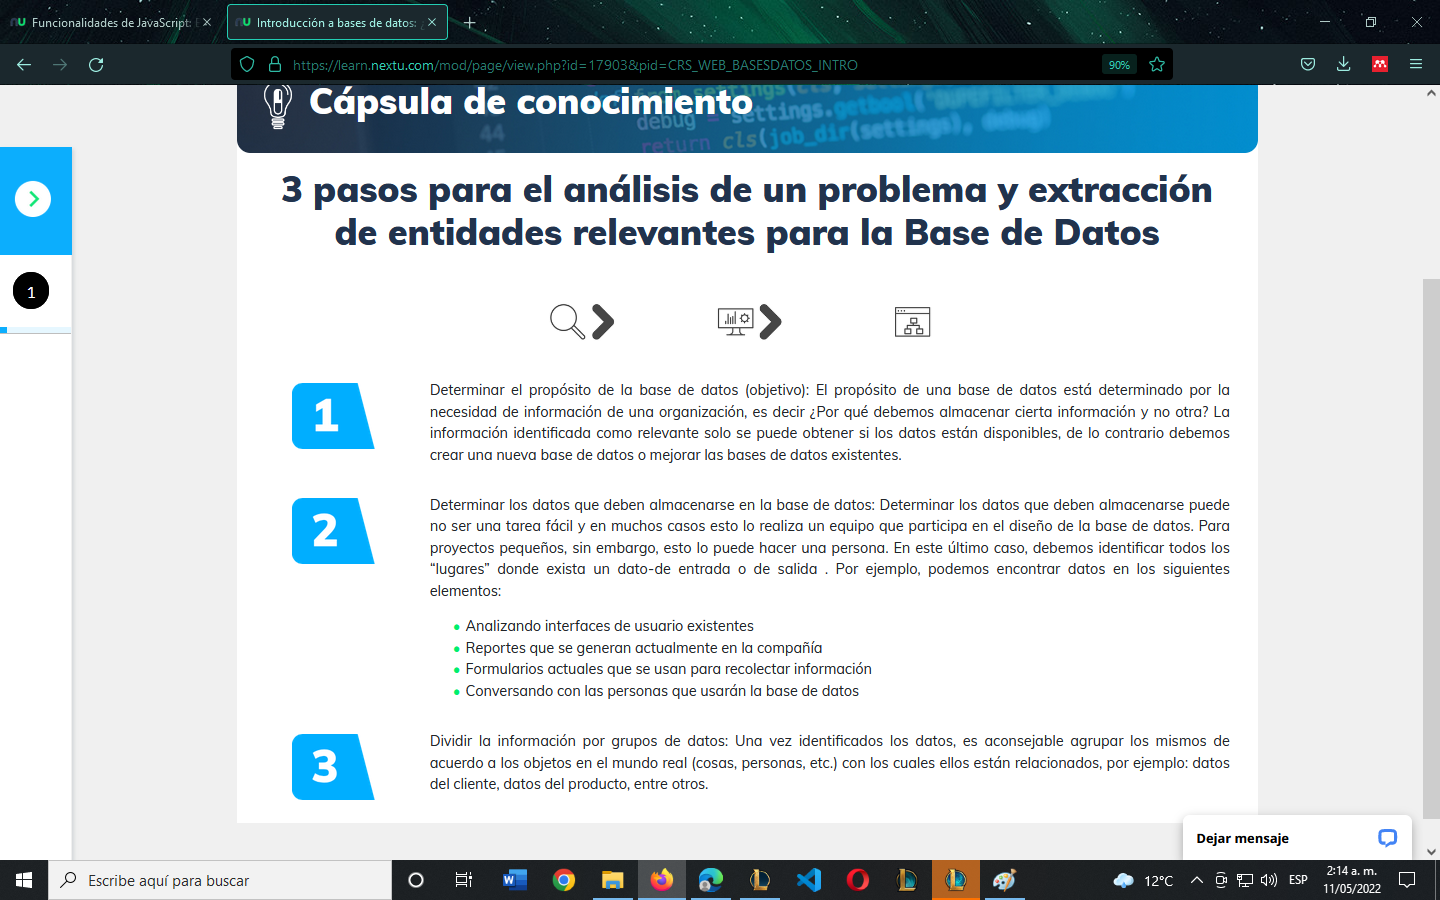 Funcionalidades de JavaScript:
Introducción a bases de datos:
https://learn.nextu.com/mod/page/view.php?id=17903&pid=CRS_WEB_BASESDATOS_INTRO
90%
Cápsula de conocimiento
debug = settings.getbool(
44
return cls(job_dir(settings), debug)
3 pasos para el análisis de un problema y extracción
de entidades relevantes para la Base de Datos
1
1
Determinar el propósito de la base de datos (objetivo): El propósito de una base de datos está determinado por la
necesidad de información de una organización, es decir ¿Por qué debemos almacenar cierta información y no otra? La
información identificada como relevante solo se puede obtener si los datos están disponibles, de lo contrario debemos
crear una nueva base de datos o mejorar las bases de datos existentes.
2
Determinar los datos que deben almacenarse en la base de datos: Determinar los datos que deben almacenarse puede
no ser una tarea fácil y en muchos casos esto lo realiza un equipo que participa en el diseño de la base de datos. Para
proyectos pequeños, sin embargo, esto lo puede hacer una persona. En este último caso, debemos identificar todos los
“lugares” donde exista un dato-de entrada o de salida . Por ejemplo, podemos encontrar datos en los siguientes
elementos:
• Analizando interfaces de usuario existentes
• Reportes que se generan actualmente en la compañía
• Formularios actuales que se usan para recolectar información
• Conversando con las personas que usarán la base de datos
3
Dividir la información por grupos de datos: Una vez identificados los datos, es aconsejable agrupar los mismos de
acuerdo a los objetos en el mundo real (cosas, personas, etc.) con los cuales ellos están relacionados, por ejemplo: datos
del cliente, datos del producto, entre otros.
Dejar mensaje
Escribe aquí para buscar
12°C
ESP
2:14 a. m.
11/05/2022